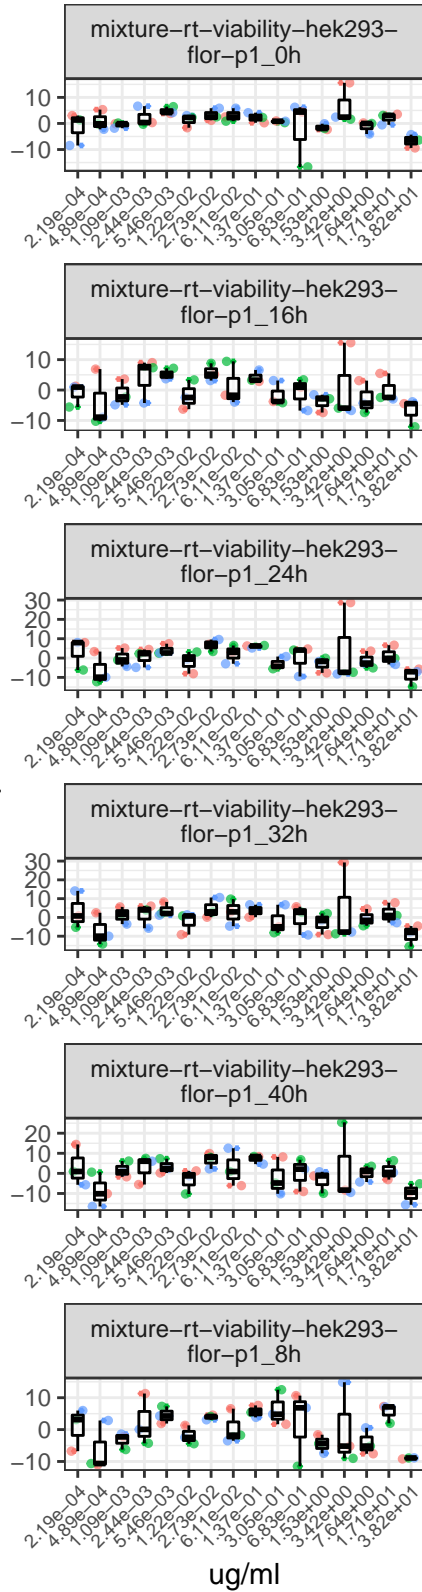 mixture−rt−viability−hek293−
flor−p1_0h
10
0
−10
2.19e−04
4.89e−04
1.09e−03
2.44e−03
5.46e−03
1.22e−02
2.73e−02
6.11e−02
1.37e−01
3.05e−01
6.83e−01
1.53e+00
3.42e+00
7.64e+00
1.71e+01
3.82e+01
mixture−rt−viability−hek293−
flor−p1_16h
10
0
−10
2.19e−04
4.89e−04
1.09e−03
2.44e−03
5.46e−03
1.22e−02
2.73e−02
6.11e−02
1.37e−01
3.05e−01
6.83e−01
1.53e+00
3.42e+00
7.64e+00
1.71e+01
3.82e+01
mixture−rt−viability−hek293−
flor−p1_24h
30
20
10
0
−10
2.19e−04
4.89e−04
1.09e−03
2.44e−03
5.46e−03
1.22e−02
2.73e−02
6.11e−02
1.37e−01
3.05e−01
6.83e−01
1.53e+00
3.42e+00
7.64e+00
1.71e+01
3.82e+01
mixture−rt−viability−hek293−
flor−p1_32h
30
20
10
0
−10
2.19e−04
4.89e−04
1.09e−03
2.44e−03
5.46e−03
1.22e−02
2.73e−02
6.11e−02
1.37e−01
3.05e−01
6.83e−01
1.53e+00
3.42e+00
7.64e+00
1.71e+01
3.82e+01
mixture−rt−viability−hek293−
flor−p1_40h
20
10
0
−10
2.19e−04
4.89e−04
1.09e−03
2.44e−03
5.46e−03
1.22e−02
2.73e−02
6.11e−02
1.37e−01
3.05e−01
6.83e−01
1.53e+00
3.42e+00
7.64e+00
1.71e+01
3.82e+01
mixture−rt−viability−hek293−
flor−p1_8h
10
0
−10
2.19e−04
4.89e−04
1.09e−03
2.44e−03
5.46e−03
1.22e−02
2.73e−02
6.11e−02
1.37e−01
3.05e−01
6.83e−01
1.53e+00
3.42e+00
7.64e+00
1.71e+01
3.82e+01
ug/ml